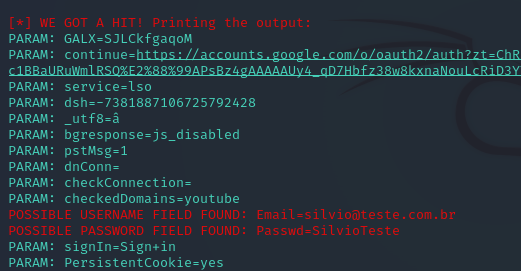 [*] WE GOT A HIT! Printing the output:
PARAM: GALX=SJLCkfgaqoM
PARAM: continue=https://accounts.google.com/o/oauth2/auth?zt=ChR
c1BBaURuWmlRSQ%E2%88%99APsBz4gAAAAAUy4_qD7Hbfz38w8kxnaNouLcRiD3Y
PARAM: service=lso
PARAM: dsh=-7381887106725792428
PARAM: _utf8=â
PARAM: bgresponse=js_disabled
PARAM: pstMsg=1
PARAM: dnConn=
PARAM: checkConnection=
PARAM: checkedDomains=youtube
POSSIBLE USERNAME FIELD FOUND: Email=silvio@teste.com.br
POSSIBLE PASSWORD FIELD FOUND: Passwd=SilvioTeste
PARAM: signIn=Sign+in
PARAM: PersistentCookie=yes